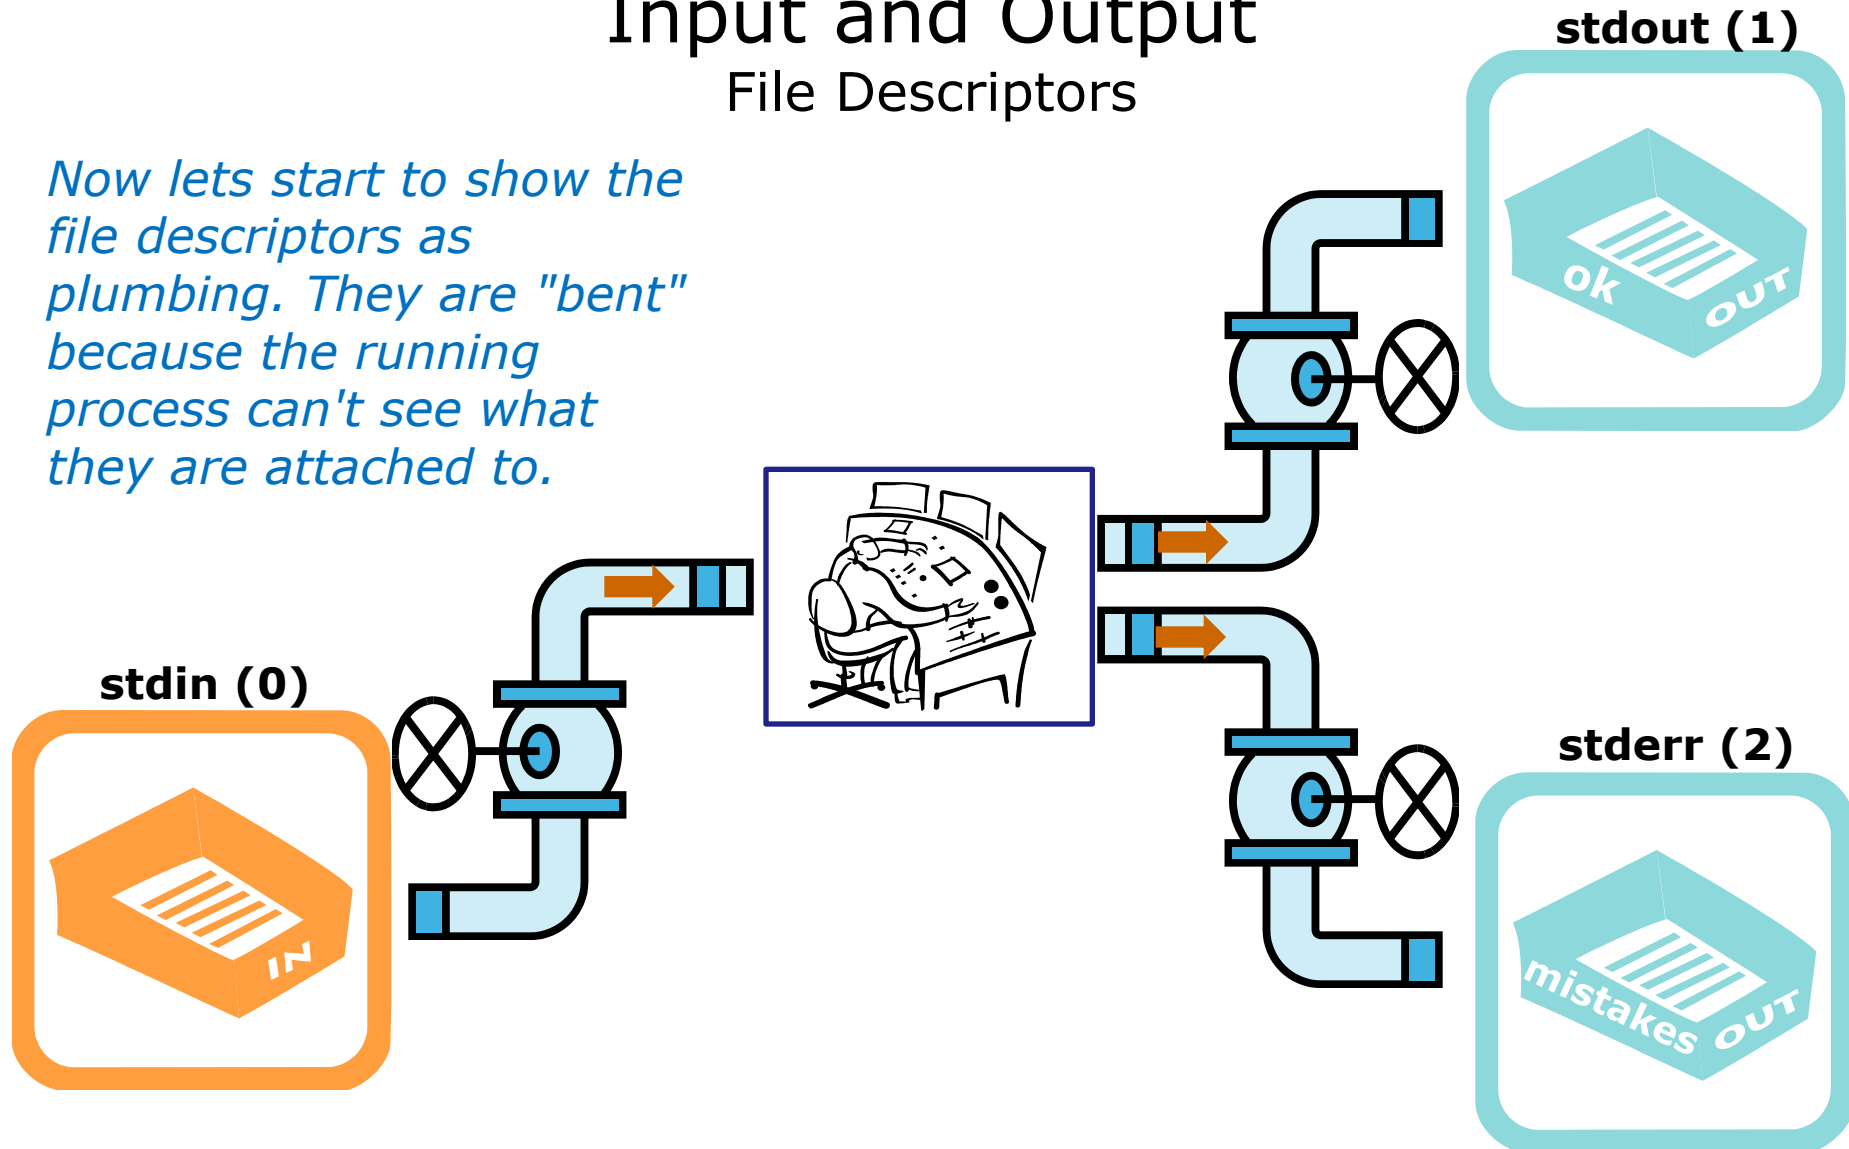 Input and Output
File Descriptors
stdout (1)
Now lets start to show the
file descriptors as
plumbing. They are "bent"
because the running
process can't see what
they are attached to.
ok
OUT
stdin (0)
IN
stderr (2)
mistakes
OUT